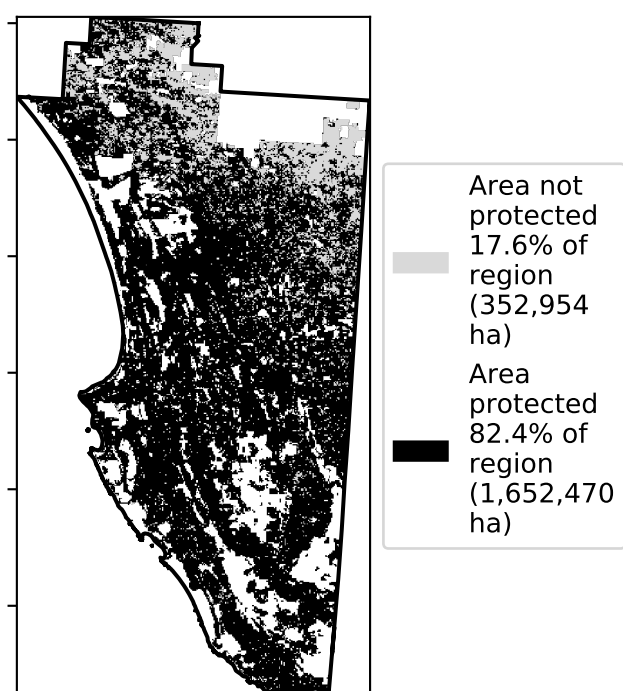 Area not
protected
17.6% of
region
(352,954
ha)
Area
protected
82.4% of
region
(1,652,470
ha)